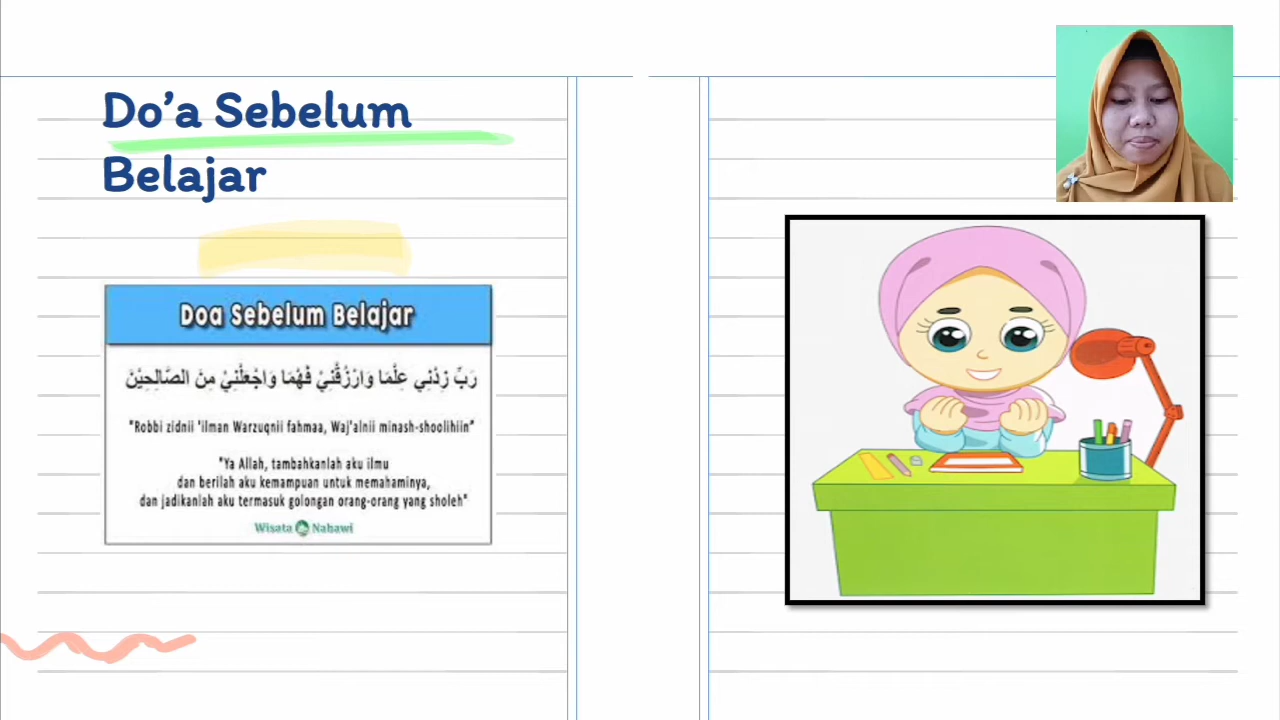 Do’a Sebelum
Belajar
Doa Sebelum Belajar
رَبِّ زِدْنِي عِلْمًا وَارْزُقْنِيْ فَهْمًا وَاجْعَلْنِيْ مِنَ الصَّالِحِيْنَ
"Robbi zidnii 'ilman Warzuqnii fahmaa, Waj'alnii minash-shoolihiin"
"Ya Allah, tambahkanlah aku ilmu
dan berilah aku kemampuan untuk memahaminya,
dan jadikanlah aku termasuk golongan orang-orang yang sholeh"
Wisata Nabawi